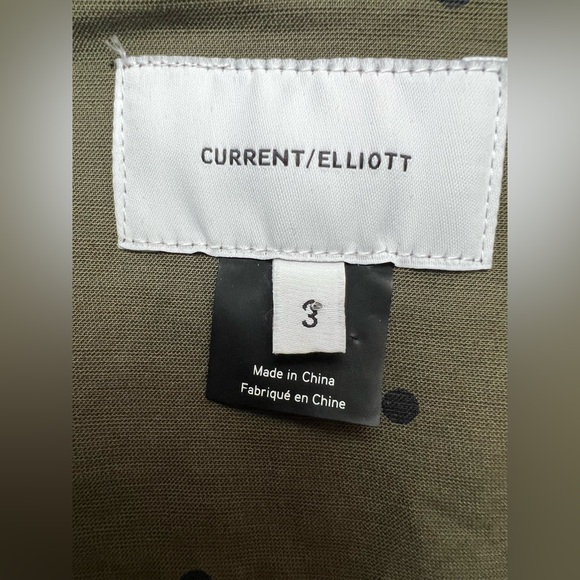 CURRENT/ELLIOTT
3
Made in China
Fabriqué en Chine